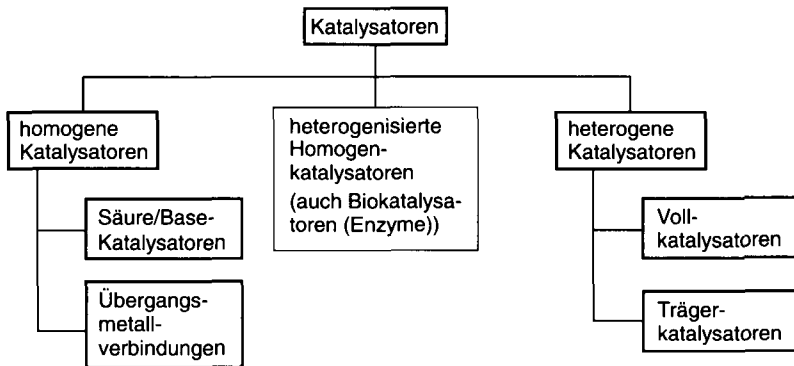 Katalysatoren
homogene
Katalysatoren
Säure/Base-
Katalysatoren
Übergangs-
metall-
verbindungen
heterogenisierte
Homogen-
katalysatoren
(auch Biokatalysa-
toren (Enzyme))
heterogene
Katalysatoren
Voll-
katalysatoren
Träger-
katalysatoren